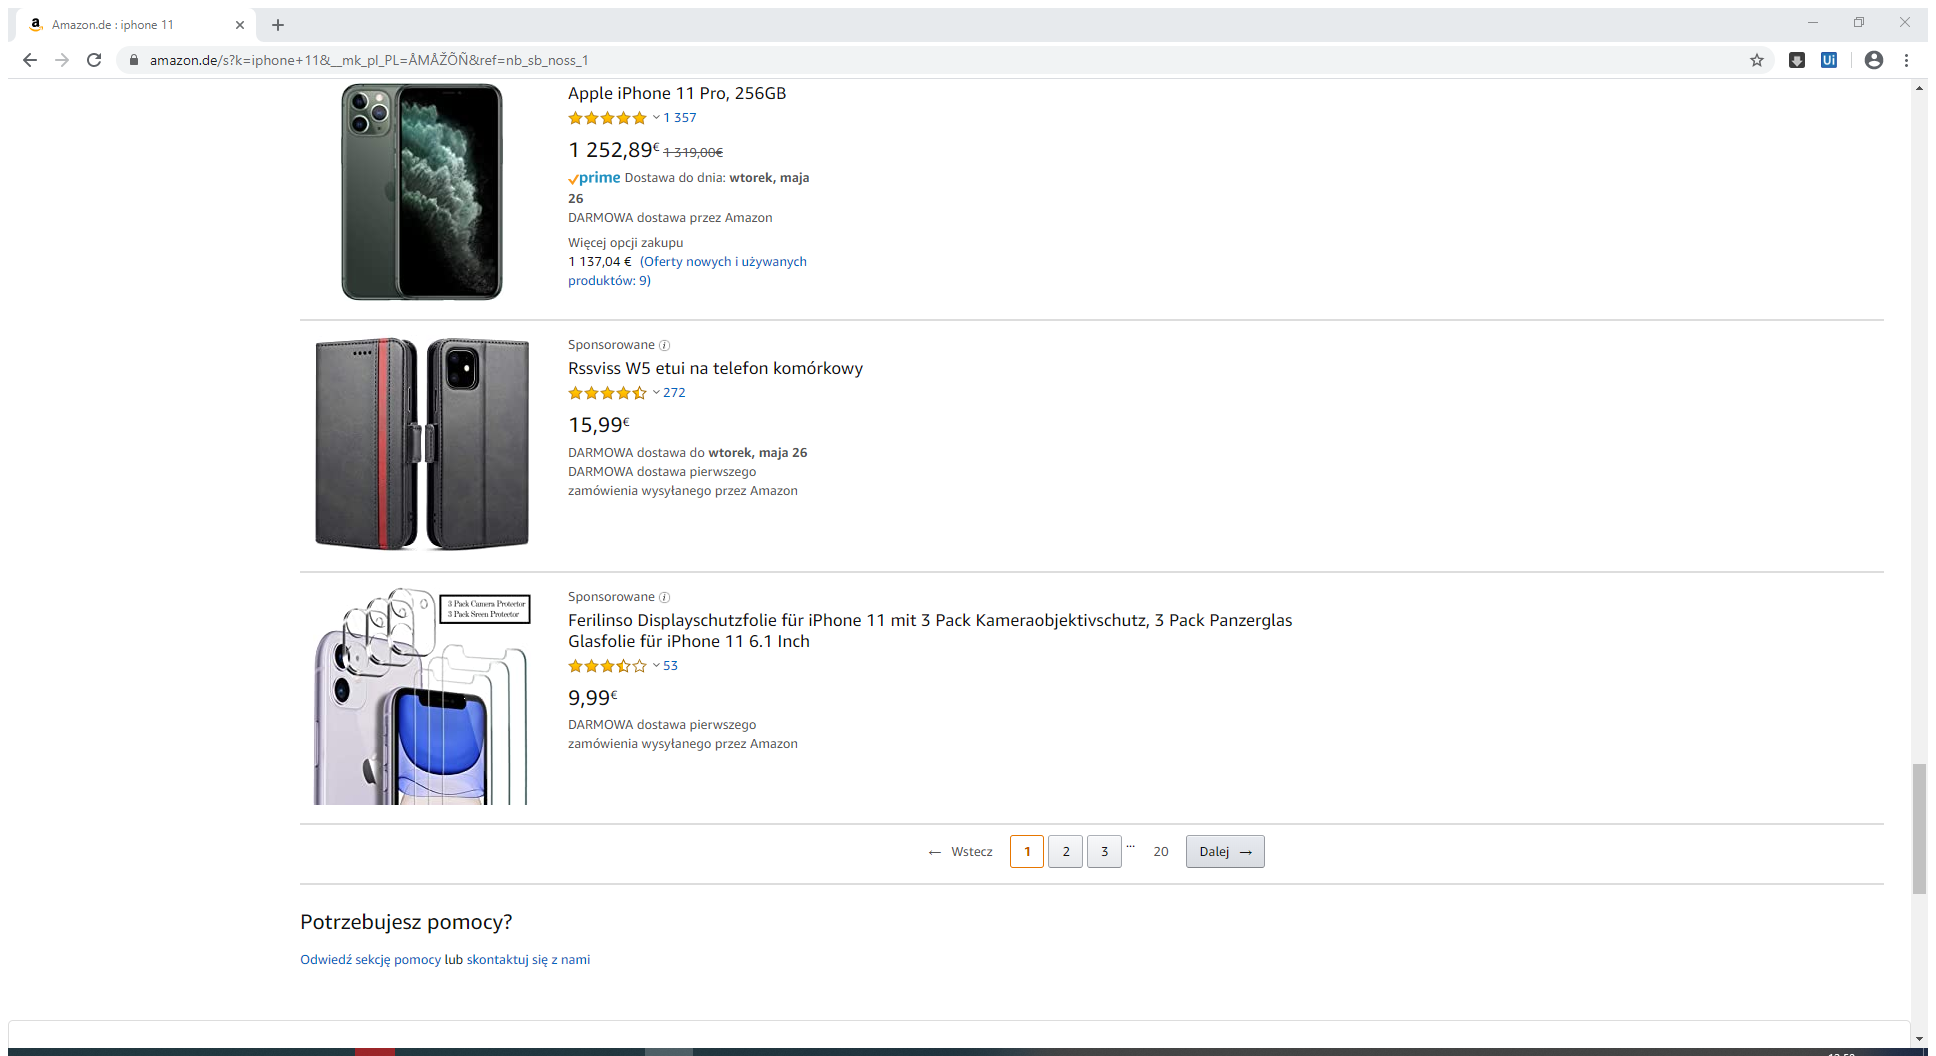 Amazon.de : iphone 11
amazon.de/s?k=iphone+11&__mk_pl_PL=ÅMÅŽÕÑ&ref=nb_sb_noss_1
Ui
Apple iPhone 11 Pro, 256GB
1 357
1 252,89€ 1 319,00€
prime Dostawa do dnia: wtorek, maja
26
DARMOWA dostawa przez Amazon
Więcej opcji zakupu
1 137,04 € (Oferty nowych i używanych
produktów: 9)
Sponsorowane
Rssviss W5 etui na telefon komórkowy
272
15,99€
DARMOWA dostawa do wtorek, maja 26
DARMOWA dostawa pierwszego
zamówienia wysyłanego przez Amazon
3 Pack Camera Protector
3 Pack Sreen Protector
Sponsorowane
Ferilinso Displayschutzfolie für iPhone 11 mit 3 Pack Kameraobjektivschutz, 3 Pack Panzerglas
Glasfolie für iPhone 11 6.1 Inch
53
9,99€
DARMOWA dostawa pierwszego
zamówienia wysyłanego przez Amazon
← Wstecz 1 2 3 ... 20 Dalej →
Potrzebujesz pomocy?
Odwiedź sekcję pomocy lub skontaktuj się z nami